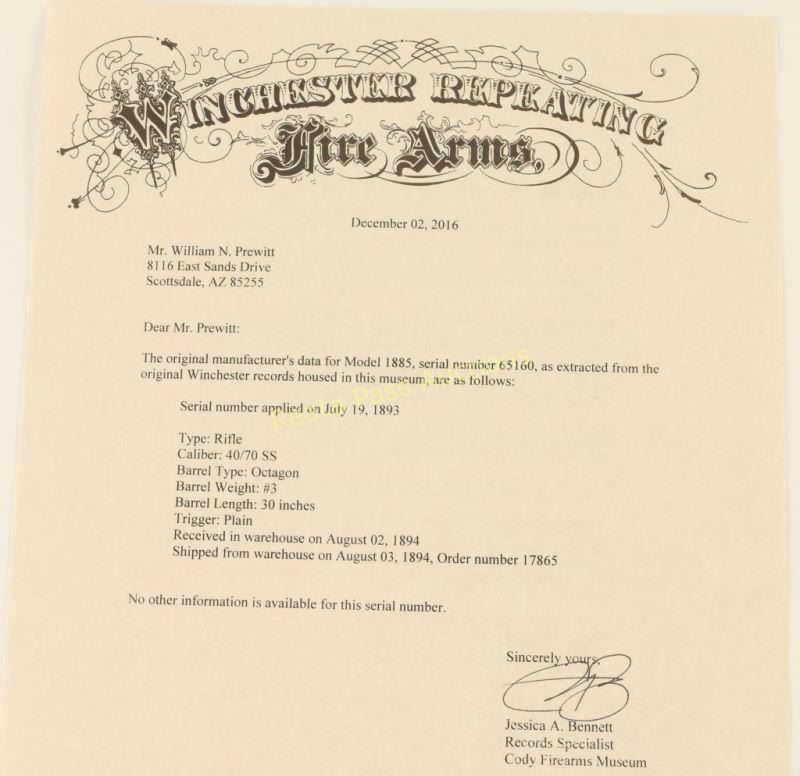 WINCHESTER REPEATING
Fire Arms,
December 02, 2016
Mr. William N. Prewitt
8116 East Sands Drive
Scottsdale, AZ 85255
Dear Mr. Prewitt:
The original manufacturer's data for Model 1885, serial number 65160, as extracted from the
original Winchester records housed in this museum, are as follows:
Serial number applied on July 19, 1893
Reata Pass Auctions
Type: Rifle
Caliber: 40/70 SS
Barrel Type: Octagon
Barrel Weight: #3
Barrel Length: 30 inches
Trigger: Plain
Received in warehouse on August 02, 1894
Shipped from warehouse on August 03, 1894, Order number 17865
No other information is available for this serial number.
Sincerely yours,
Jessica A. Bennett
Records Specialist
Cody Firearms Museum